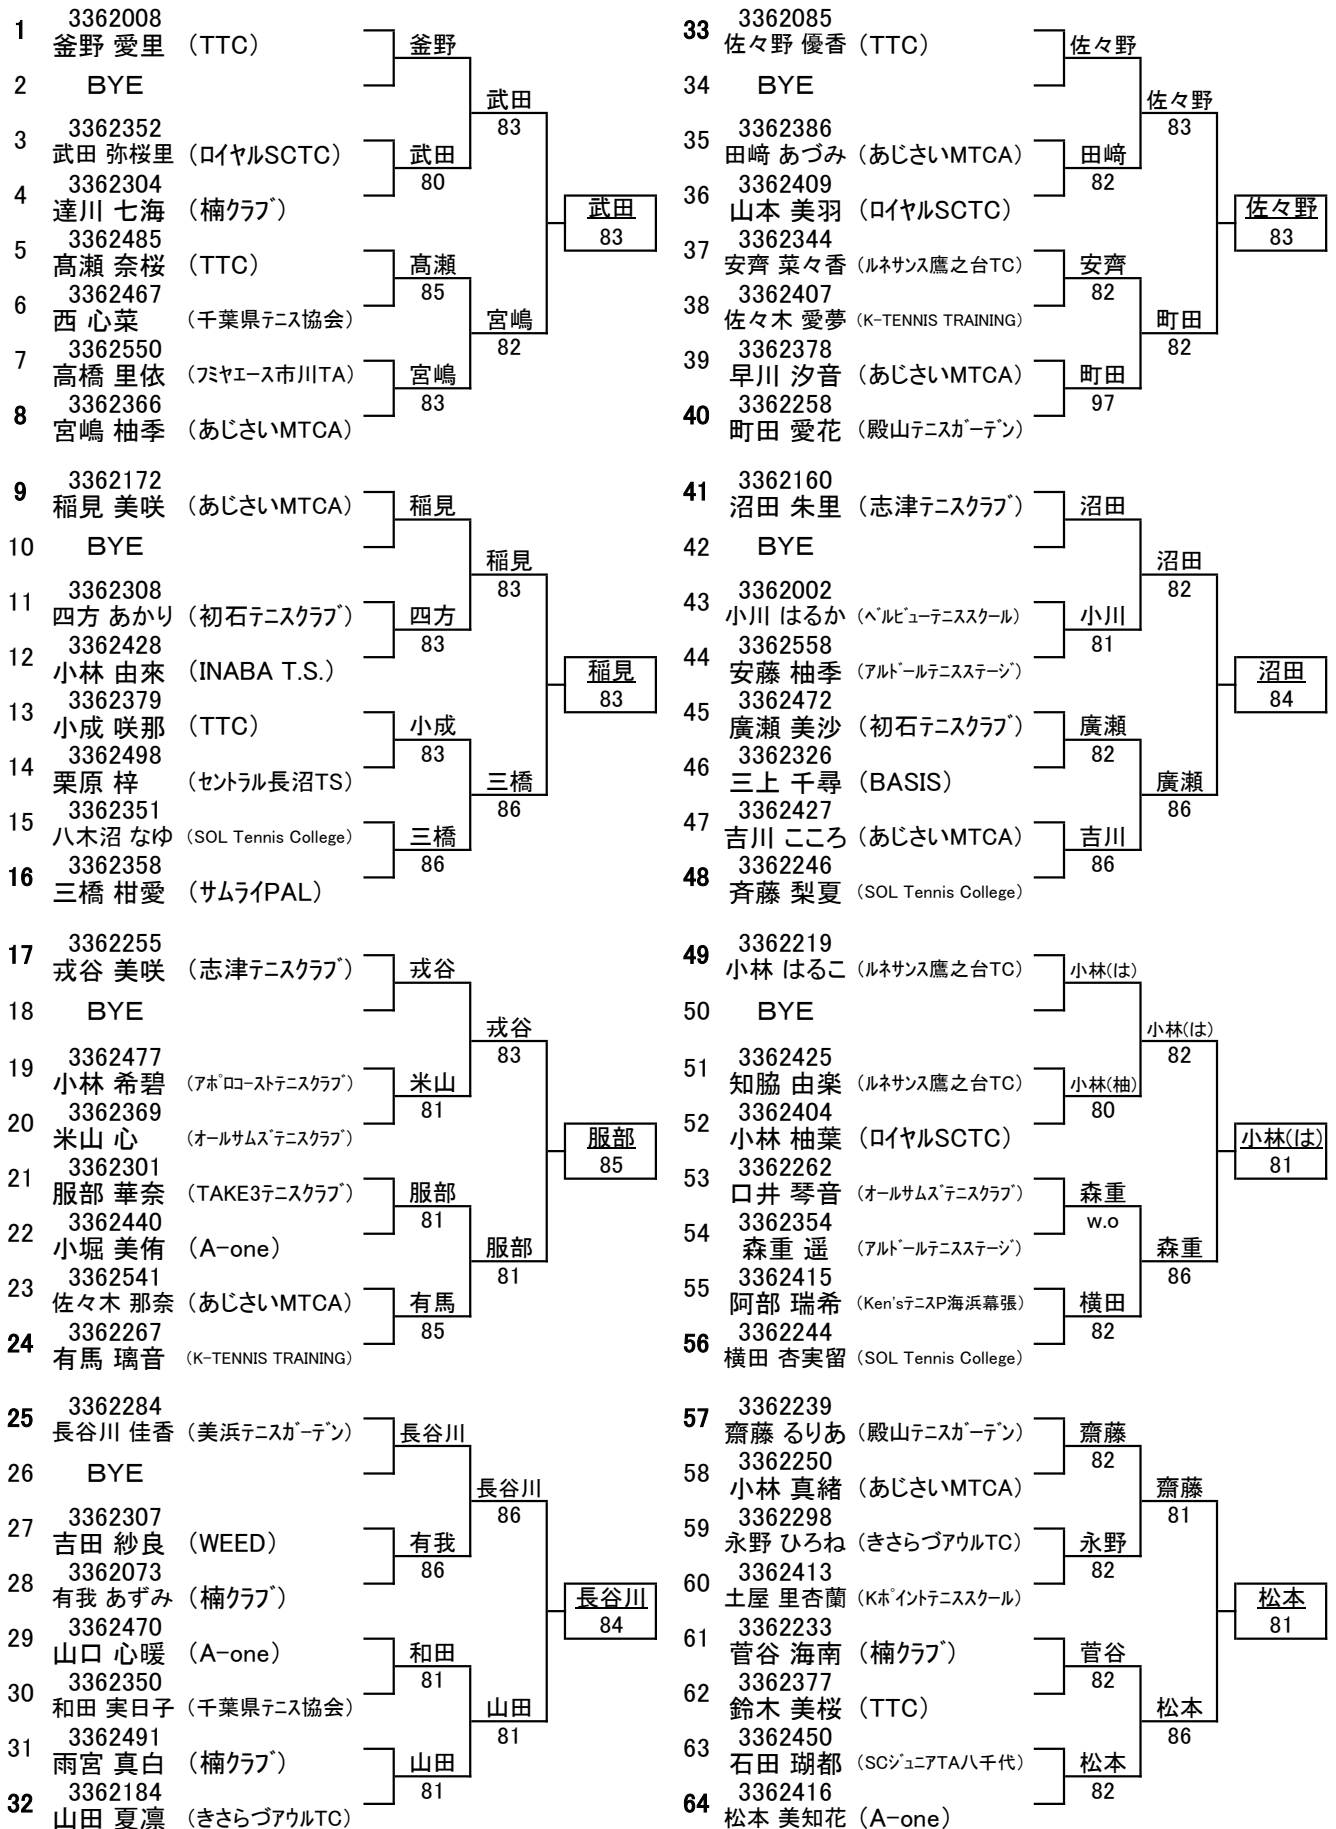 1 3362008
釜野 愛里 (TTC) 釜野
2 BYE
武田
83
3 3362352
武田 弥桜里 (ロイヤルSCTC) 武田
80
4 3362304
達川 七海 (楠クラブ)
武田
83
5 3362485
髙瀬 奈桜 (TTC) 髙瀬
85
6 3362467
西 心菜 (千葉県テニス協会)
宮嶋
82
7 3362550
高橋 里依 (フミヤエース市川TA) 宮嶋
83
8 3362366
宮嶋 柚季 (あじさいMTCA)
9 3362172
稲見 美咲 (あじさいMTCA) 稲見
10 BYE
稲見
83
11 3362308
四方 あかり (初石テニスクラブ) 四方
83
12 3362428
小林 由來 (INABA T.S.)
稲見
83
13 3362379
小成 咲那 (TTC) 小成
83
14 3362498
栗原 梓 (セントラル長沼TS)
三橋
86
15 3362351
八木沼 なゆ (SOL Tennis College) 三橋
86
16 3362358
三橋 柑愛 (サムライPAL)
17 3362255
戎谷 美咲 (志津テニスクラブ) 戎谷
18 BYE
戎谷
83
19 3362477
小林 希碧 (アポロコーストテニスクラブ) 米山
81
20 3362369
米山 心 (オールサムズテニスクラブ)
服部
85
21 3362301
服部 華奈 (TAKE3テニスクラブ) 服部
81
22 3362440
小堀 美侑 (A-one)
服部
81
23 3362541
佐々木 那奈 (あじさいMTCA) 有馬
85
24 3362267
有馬 璃音 (K-TENNIS TRAINING)
25 3362284
長谷川 佳香 (美浜テニスガーデン) 長谷川
26 BYE
長谷川
86
27 3362307
吉田 紗良 (WEED) 有我
86
28 3362073
有我 あずみ (楠クラブ)
長谷川
84
29 3362470
山口 心暖 (A-one) 和田
81
30 3362350
和田 実日子 (千葉県テニス協会)
山田
81
31 3362491
雨宮 真白 (楠クラブ) 山田
81
32 3362184
山田 夏凛 (きさらづアウルTC)
33 3362085
佐々野 優香 (TTC) 佐々野
34 BYE
佐々野
83
35 3362386
田﨑 あづみ (あじさいMTCA) 田﨑
82
36 3362409
山本 美羽 (ロイヤルSCTC)
佐々野
83
37 3362344
安齊 菜々香 (ルネサンス鷹之台TC) 安齊
82
38 3362407
佐々木 愛夢 (K-TENNIS TRAINING)
町田
82
39 3362378
早川 汐音 (あじさいMTCA) 町田
97
40 3362258
町田 愛花 (殿山テニスガーデン)
41 3362160
沼田 朱里 (志津テニスクラブ) 沼田
42 BYE
沼田
82
43 3362002
小川 はるか (ベルビューテニススクール) 小川
81
44 3362558
安藤 柚季 (アルドールテニスステージ)
沼田
84
45 3362472
廣瀬 美沙 (初石テニスクラブ) 廣瀬
82
46 3362326
三上 千尋 (BASIS)
廣瀬
86
47 3362427
吉川 こころ (あじさいMTCA) 吉川
86
48 3362246
斉藤 梨夏 (SOL Tennis College)
49 3362219
小林 はるこ (ルネサンス鷹之台TC) 小林(は)
50 BYE
小林(は)
82
51 3362425
知脇 由楽 (ルネサンス鷹之台TC) 小林(柚)
80
52 3362404
小林 柚葉 (ロイヤルSCTC)
小林(は)
81
53 3362262
口井 琴音 (オールサムズテニスクラブ) 森重
w.o
54 3362354
森重 遥 (アルドールテニスステージ)
森重
86
55 3362415
阿部 瑞希 (Ken'sテニスP海浜幕張) 横田
82
56 3362244
横田 杏実留 (SOL Tennis College)
57 3362239
齋藤 るりあ (殿山テニスガーデン) 齋藤
82
58 3362250
小林 真緒 (あじさいMTCA)
齋藤
81
59 3362298
永野 ひろね (きさらづアウルTC) 永野
82
60 3362413
土屋 里杏蘭 (Kポイントテニススクール)
松本
81
61 3362233
菅谷 海南 (楠クラブ) 菅谷
82
62 3362377
鈴木 美桜 (TTC)
松本
86
63 3362450
石田 瑚都 (SCジュニアTA八千代) 松本
82
64 3362416
松本 美知花 (A-one)